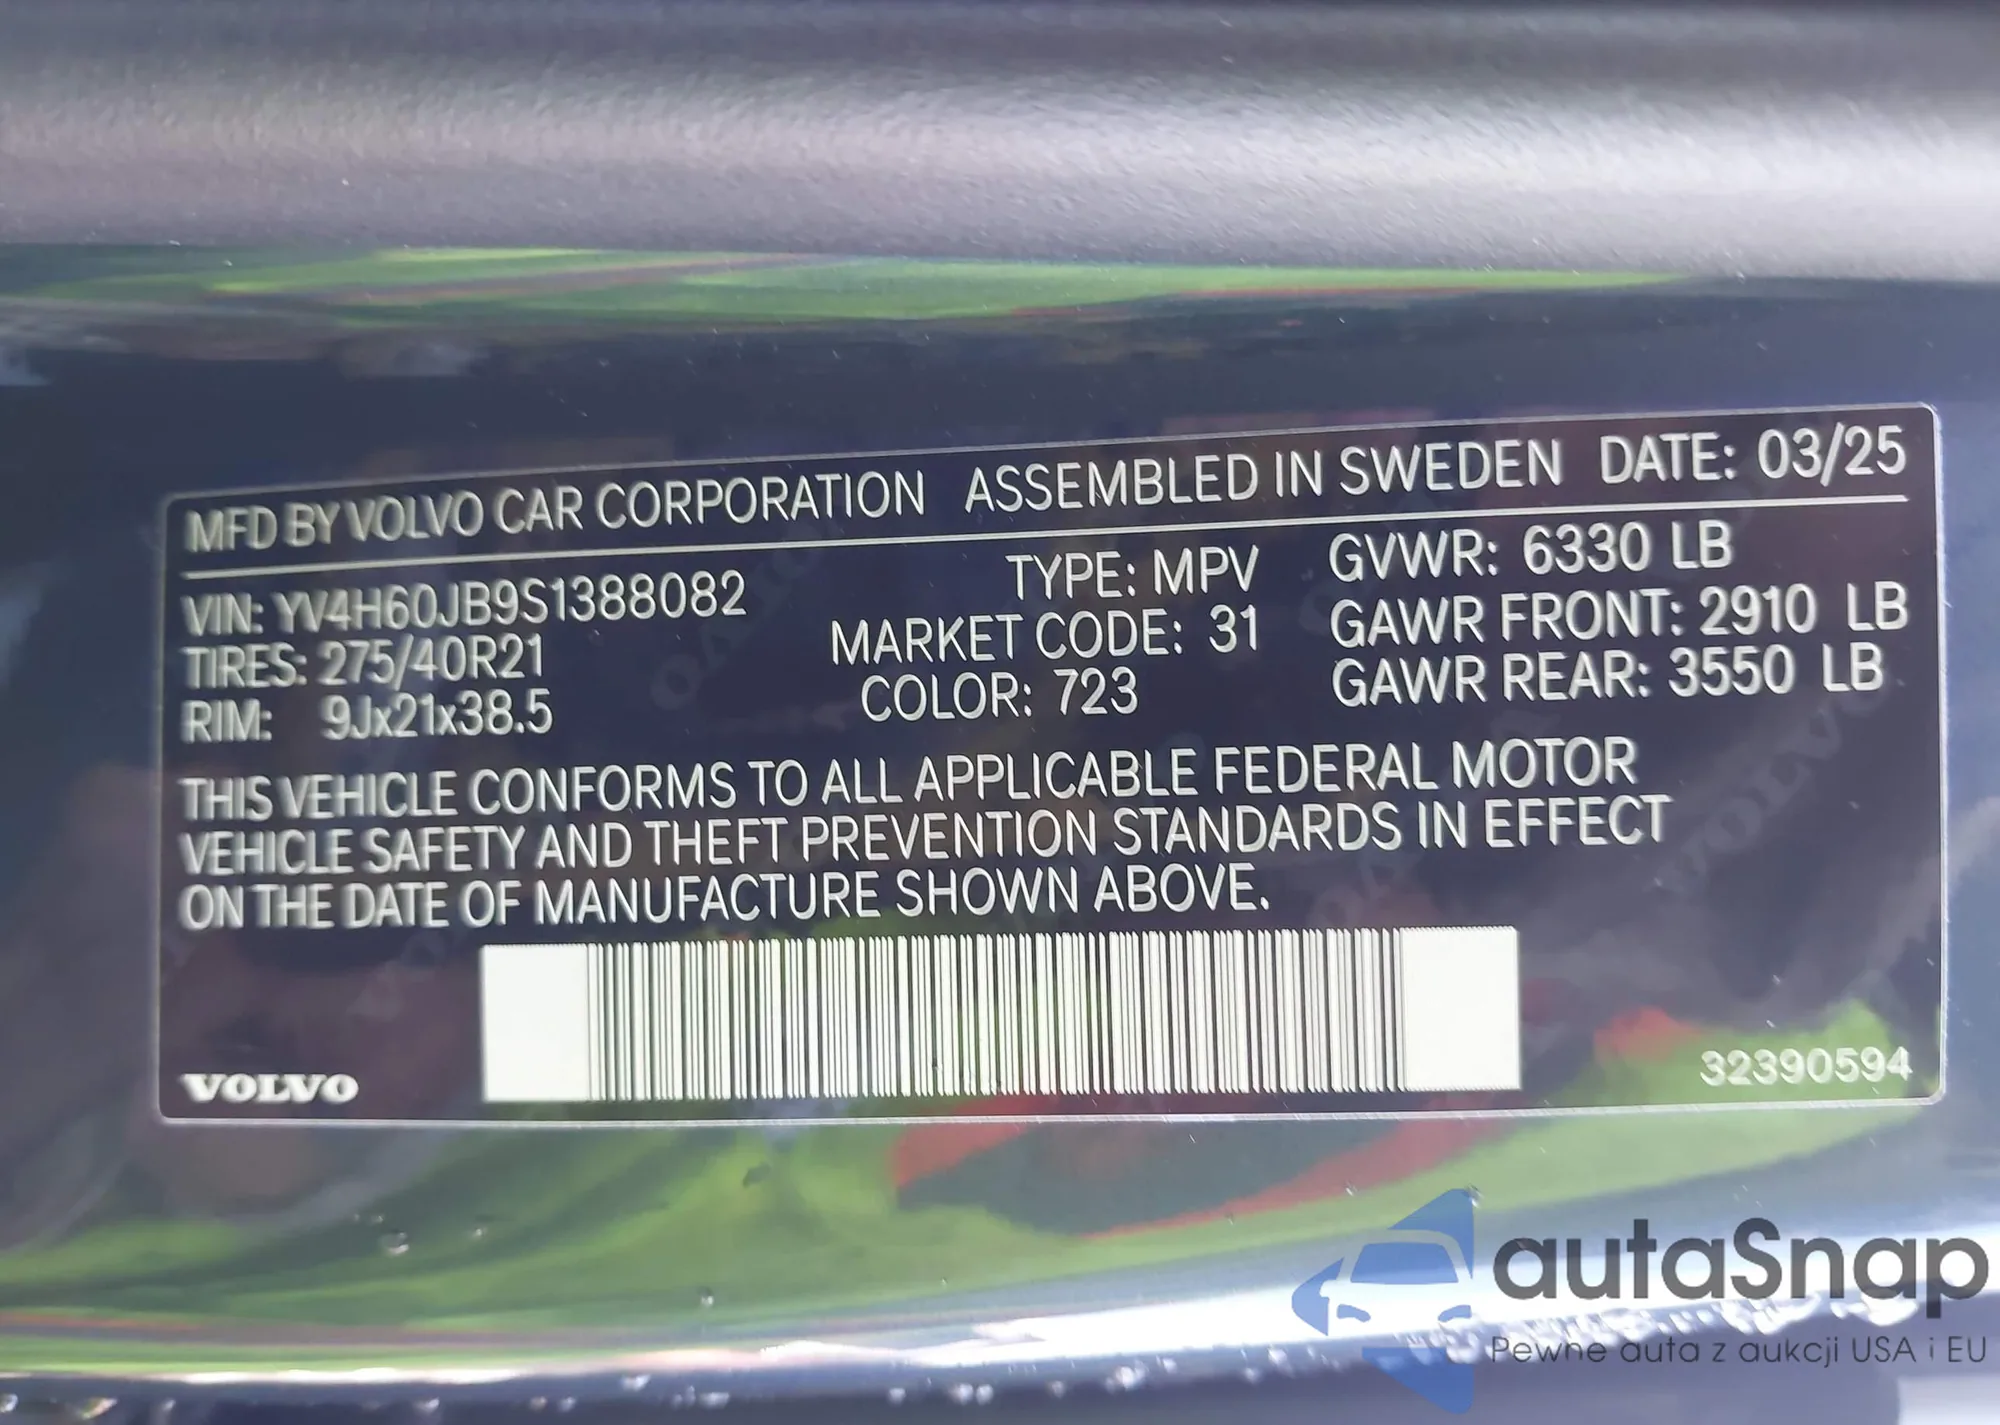 MFD BY VOLVO CAR CORPORATION ASSEMBLED IN SWEDEN DATE: 03/25
VIN: YV4H60JB9S1388082 TYPE: MPV GVWR: 6330 LB
TIRES: 275/40R21 MARKET CODE: 31 GAWR FRONT: 2910 LB
RIM: 9Jx21x38.5 COLOR: 723 GAWR REAR: 3550 LB
THIS VEHICLE CONFORMS TO ALL APPLICABLE FEDERAL MOTOR
VEHICLE SAFETY AND THEFT PREVENTION STANDARDS IN EFFECT
ON THE DATE OF MANUFACTURE SHOWN ABOVE.
VOLVO 32390594
autaSnap
Pewne auta z aukcji USA i EU